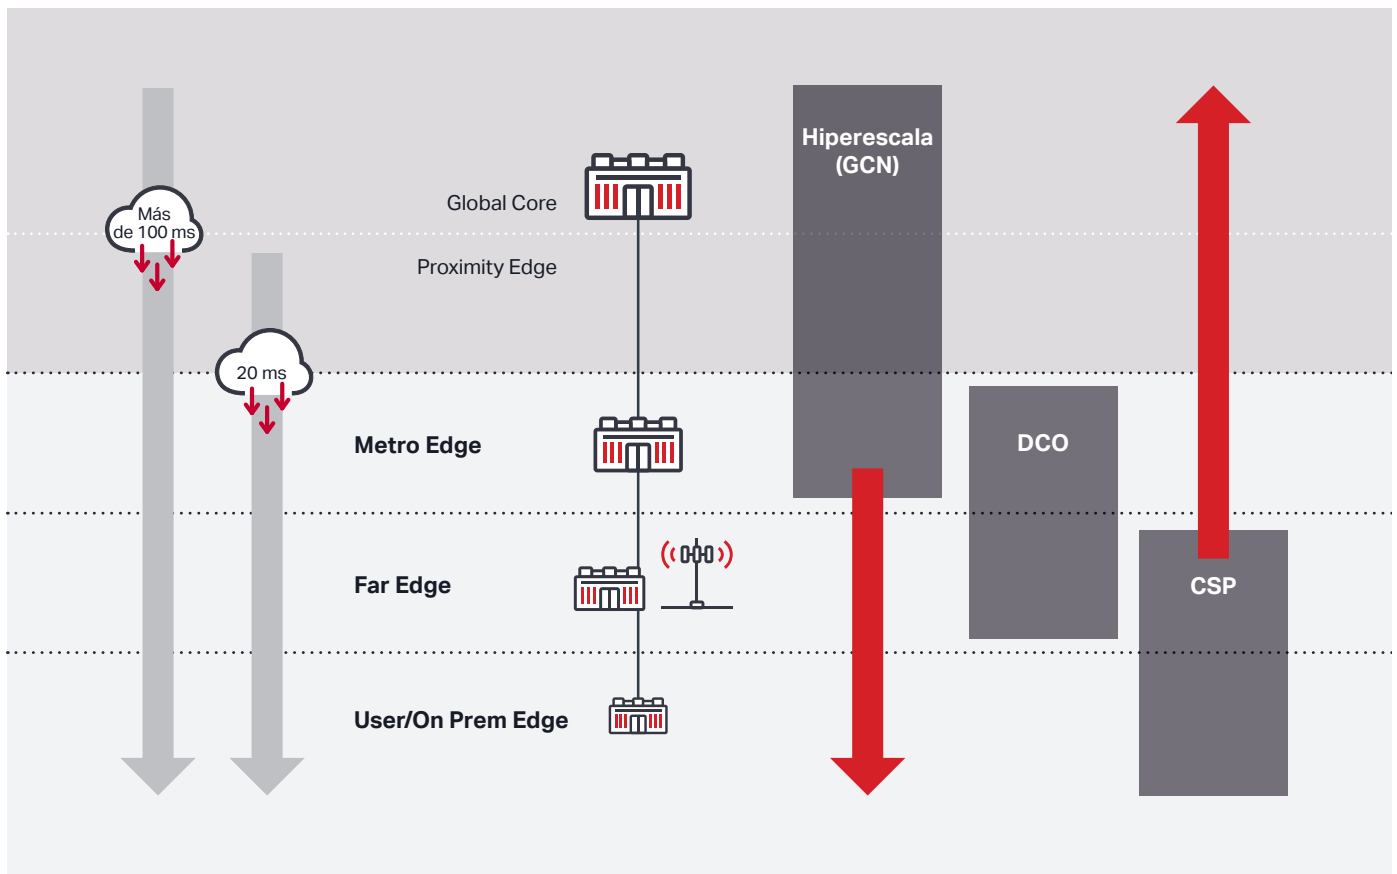 Más
de 100 ms
20 ms
Global Core
Proximity Edge
Metro Edge
Far Edge
User/On Prem Edge
Hiperescala
(GCN)
DCO
CSP